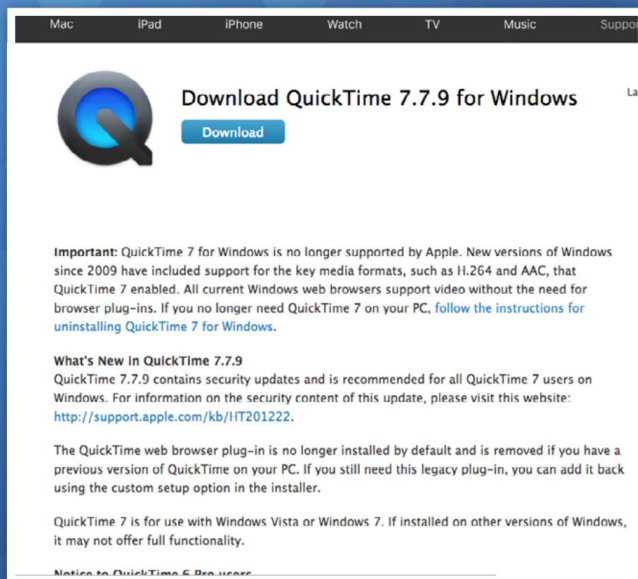 Mac iPad iPhone Watch TV Music Suppor
La
Download QuickTime 7.7.9 for Windows
Download
Important: QuickTime 7 for Windows is no longer supported by Apple. New versions of Windows
since 2009 have included support for the key media formats, such as H.264 and AAC, that
QuickTime 7 enabled. All current Windows web browsers support video without the need for
browser plug-ins. If you no longer need QuickTime 7 on your PC, follow the instructions for
uninstalling QuickTime 7 for Windows.
What's New in QuickTime 7.7.9
QuickTime 7.7.9 contains security updates and is recommended for all QuickTime 7 users on
Windows. For information on the security content of this update, please visit this website:
http://support.apple.com/kb/HT201222.
The QuickTime web browser plug-in is no longer installed by default and is removed if you have a
previous version of QuickTime on your PC. If you still need this legacy plug-in, you can add it back
using the custom setup option in the installer.
QuickTime 7 is for use with Windows Vista or Windows 7. If installed on other versions of Windows,
it may not offer full functionality.
Notice to QuickTime 6 Pro users